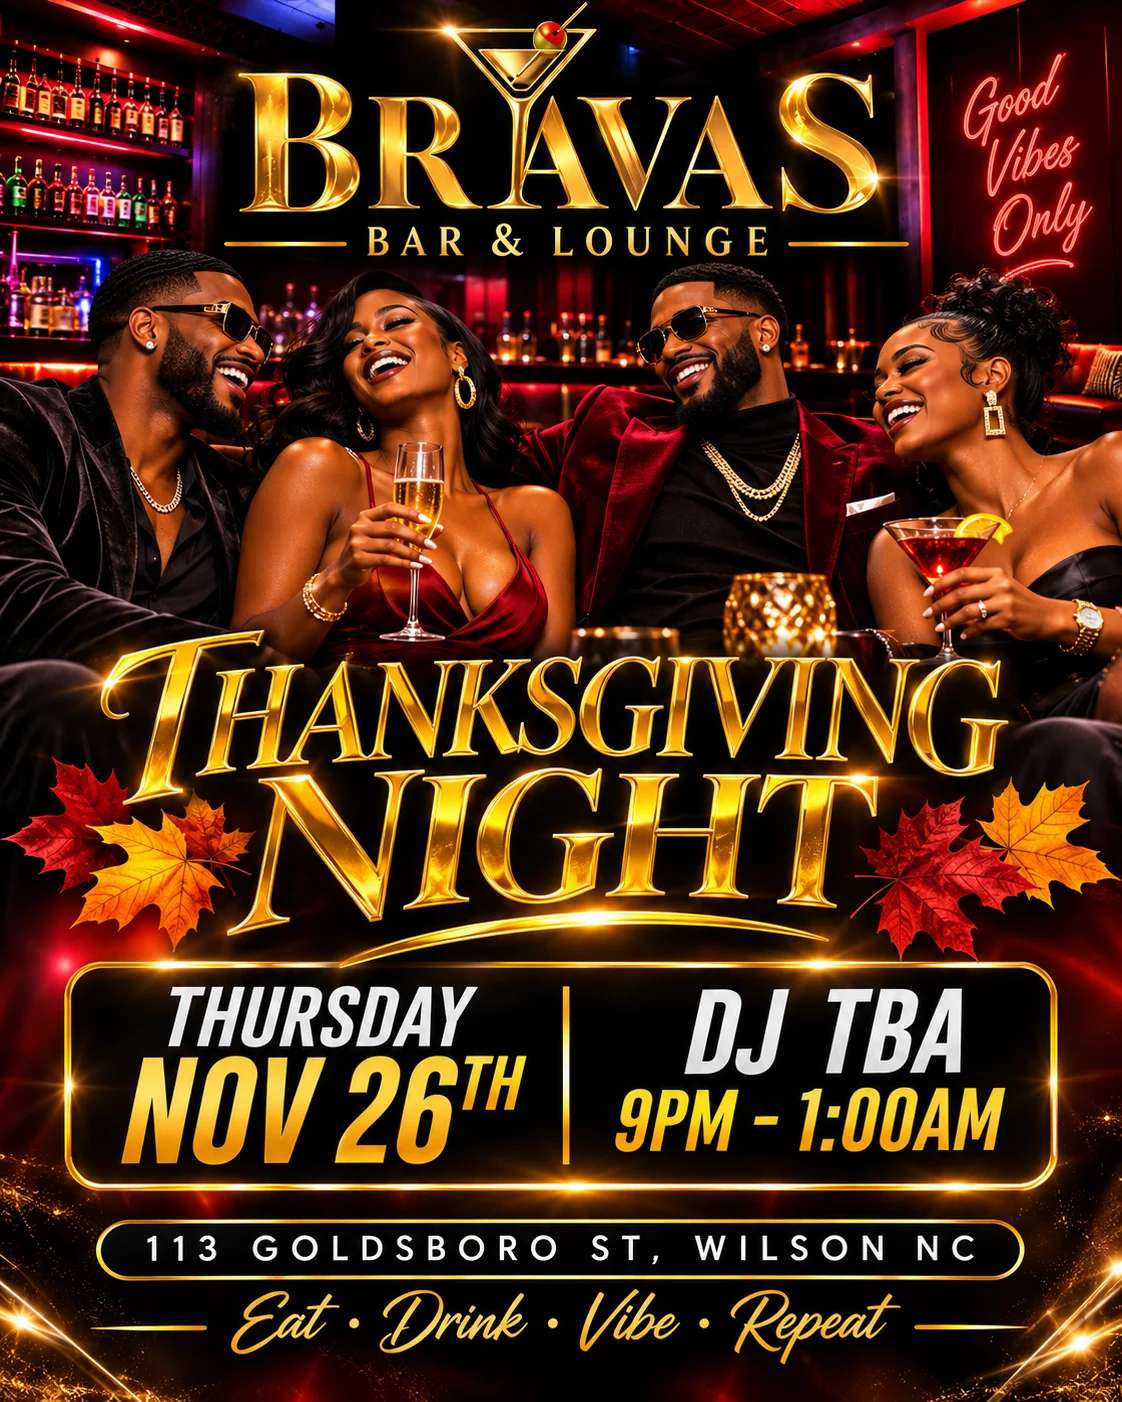 BRAVAS
BAR & LOUNGE
Good
Vibes
Only
THANKSGIVING
NIGHT
THURSDAY
NOV 26TH
DJ TBA
9PM - 1:00AM
113 GOLDSBORO ST, WILSON NC
Eat • Drink • Vibe • Repeat